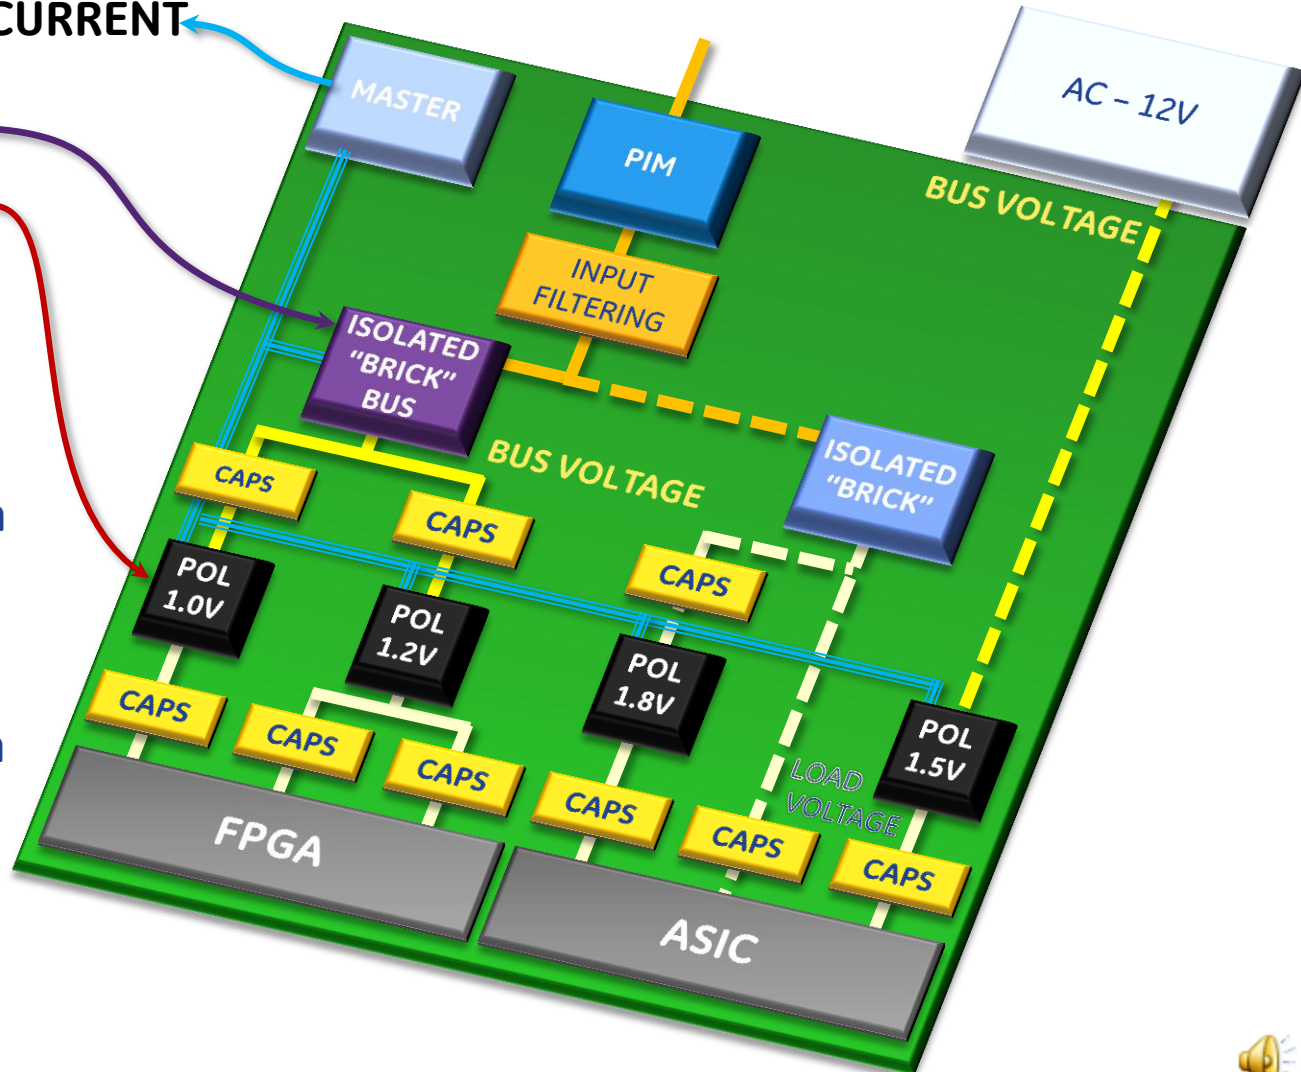 CURRENT
MASTER
PIM
AC – 12V
BUS VOLTAGE
INPUT
FILTERING
ISOLATED
“BRICK”
BUS
BUS VOLTAGE
ISOLATED
“BRICK”
CAPS
CAPS
CAPS
POL
1.0V
POL
1.2V
POL
1.8V
POL
1.5V
LOAD
VOLTAGE
CAPS
CAPS
CAPS
CAPS
CAPS
CAPS
FPGA
ASIC